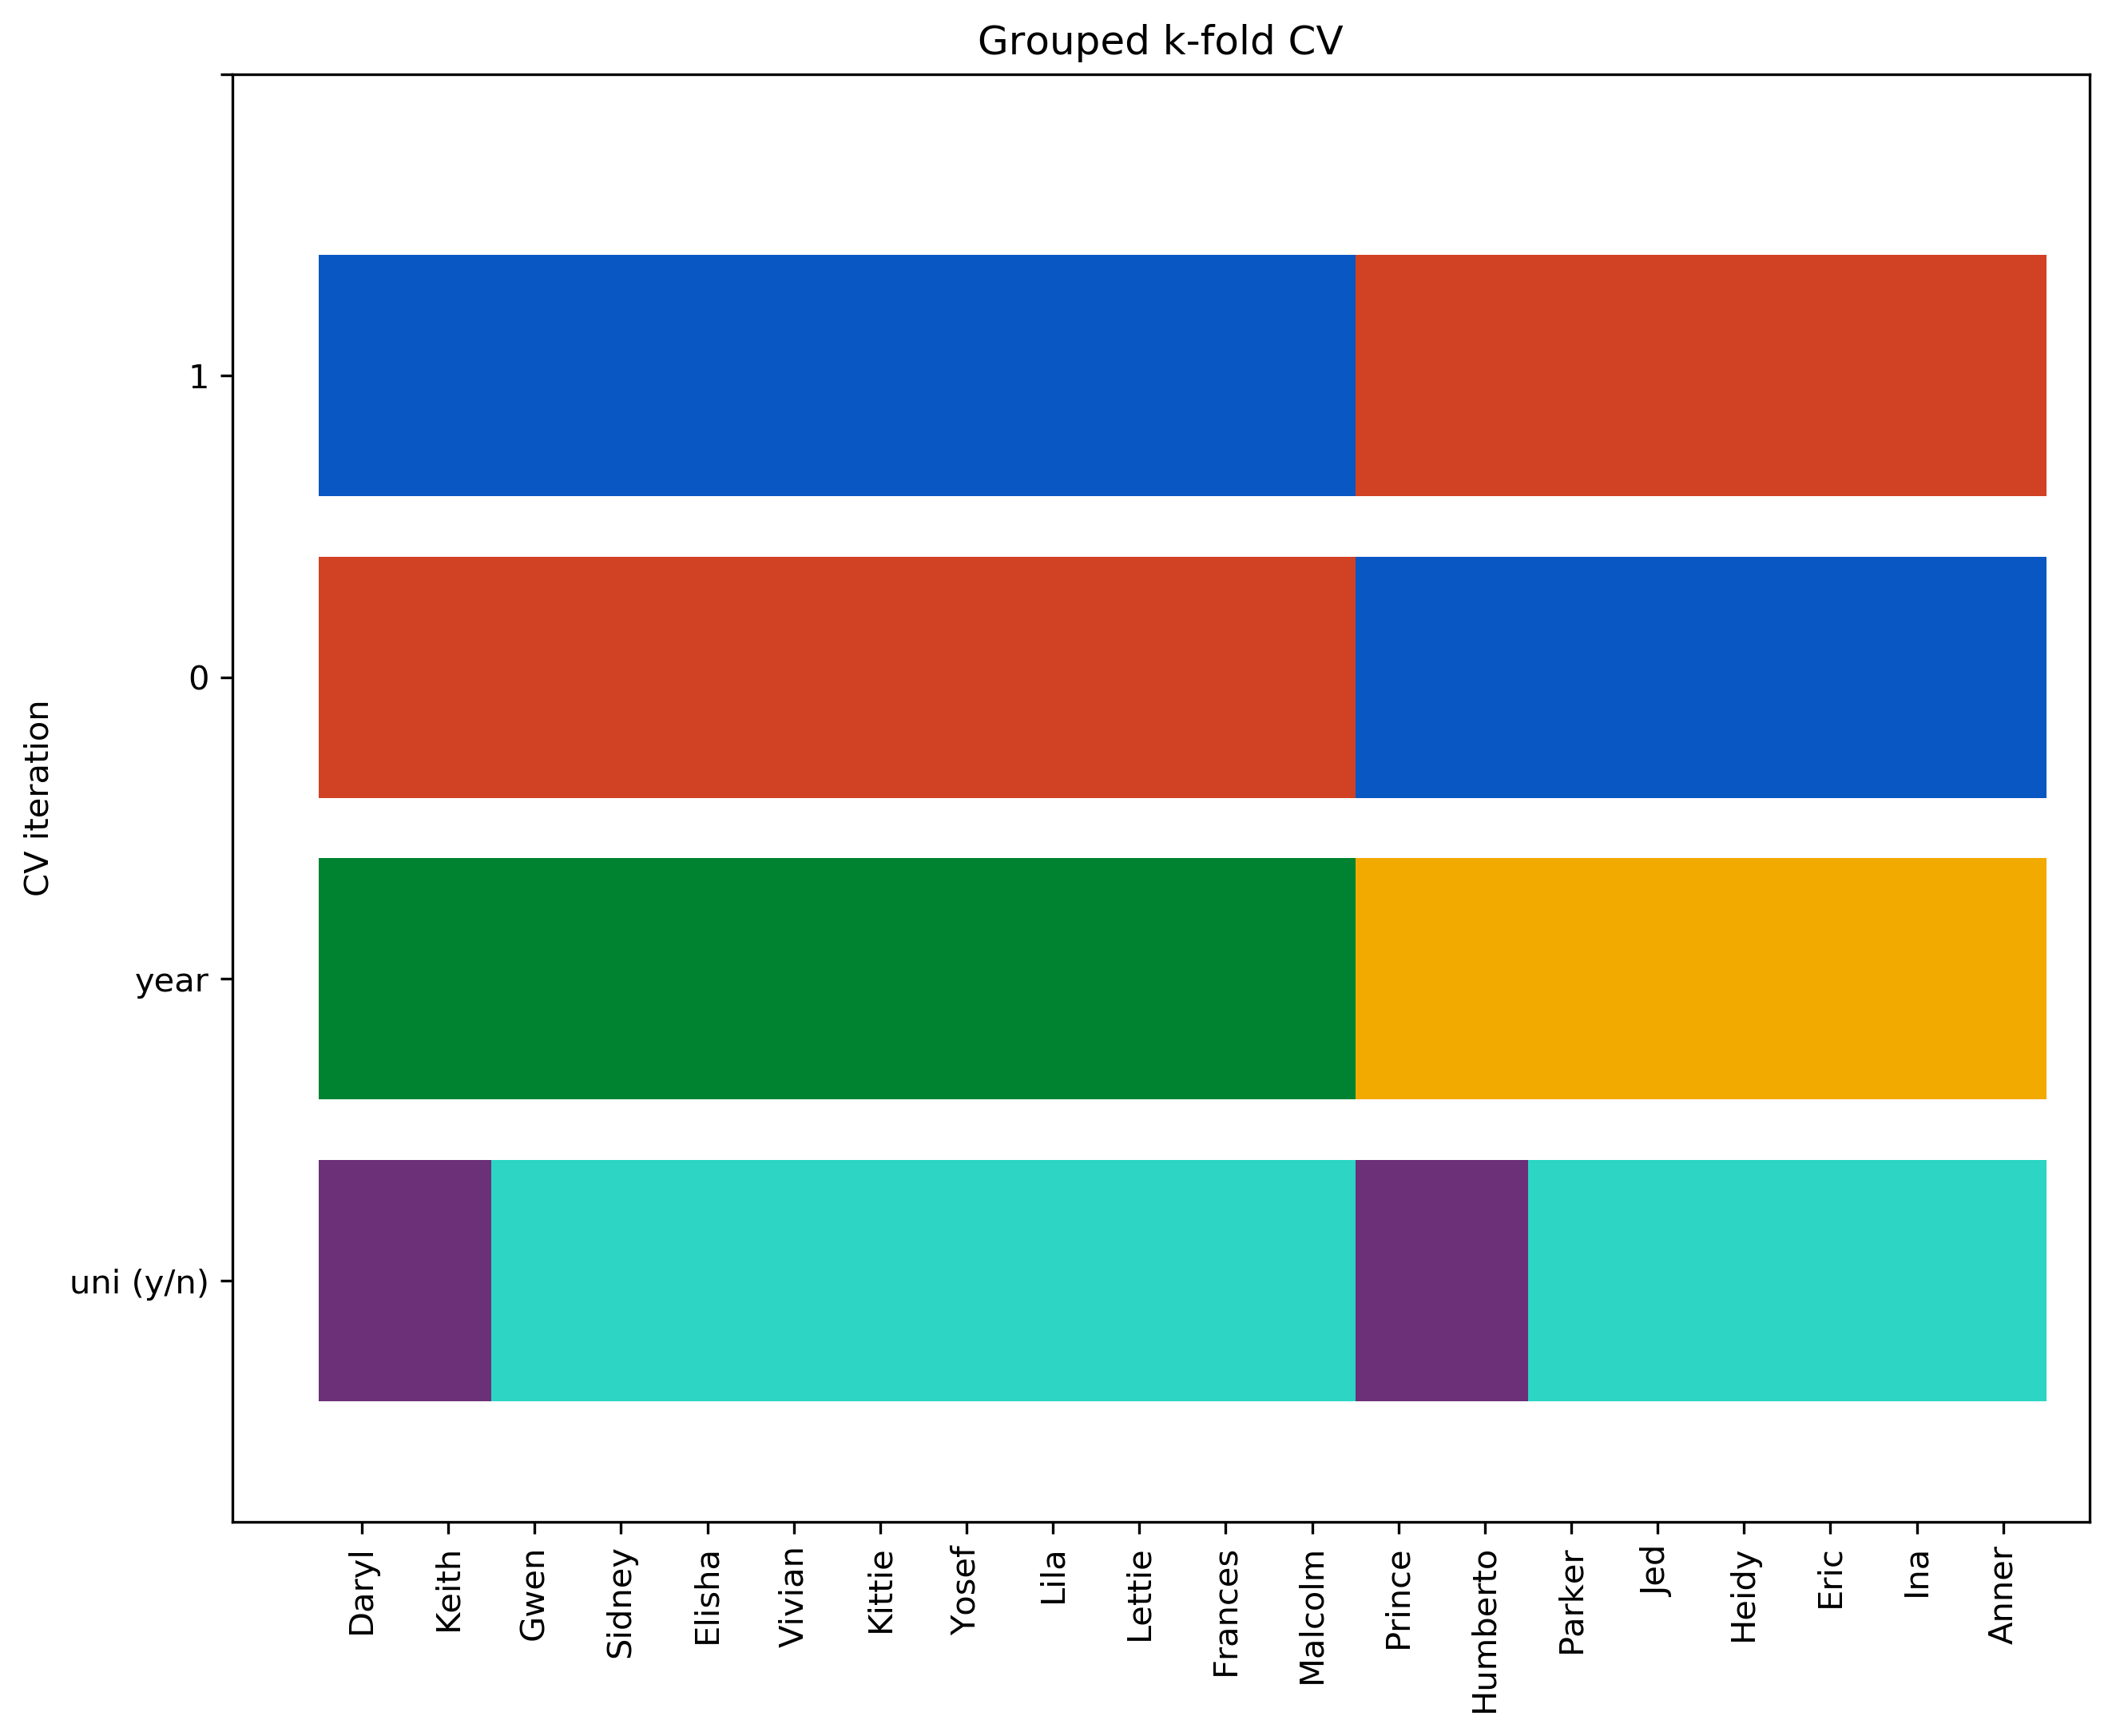 Grouped k-fold CV
CV iteration
1
0
year
uni (y/n)
Daryl
Keith
Gwen
Sidney
Elisha
Vivian
Kittie
Yosef
Lila
Lettie
Frances
Malcolm
Prince
Humberto
Parker
Jed
Heidy
Eric
Ina
Anner